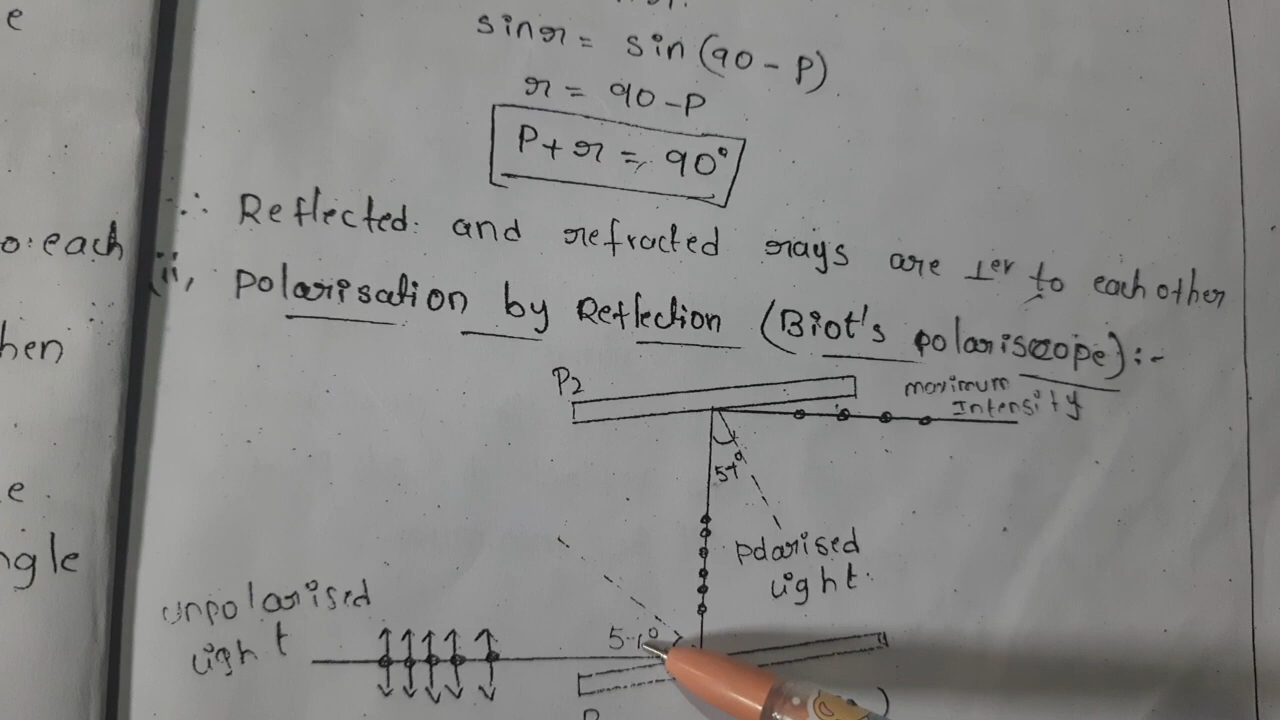 e
sin r = sin (90 - P)
r = 90 - P
P + r = 90°
∴ Reflected and refracted rays are ⊥er to each other
o: each
(ii, Polarisation by Reflection (Biot's polariscope) :-
hen
P2
maximum
Intensity
57°
e
polarised
light.
ngle
unpolarised
light